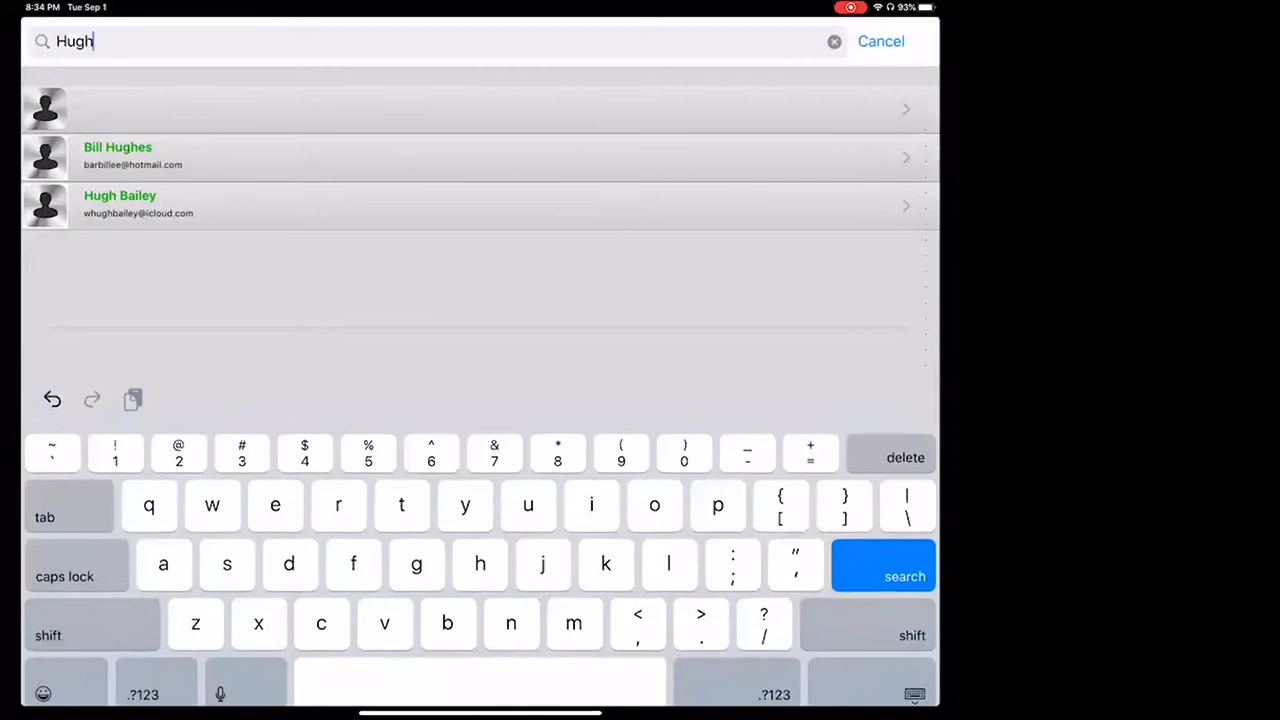 8:34 PM Tue Sep 1 93%
Hugh Cancel
Bill Hughes
barbillee@hotmail.com
Hugh Bailey
whughbailey@icloud.com
~ ! @ # $ % ^ & * ( ) _ +
` 1 2 3 4 5 6 7 8 9 0 - = delete
tab q w e r t y u i o p { [ } ] | \
caps lock a s d f g h j k l : ; " ' search
shift z x c v b n m < , > . ? / shift
.?123 .?123